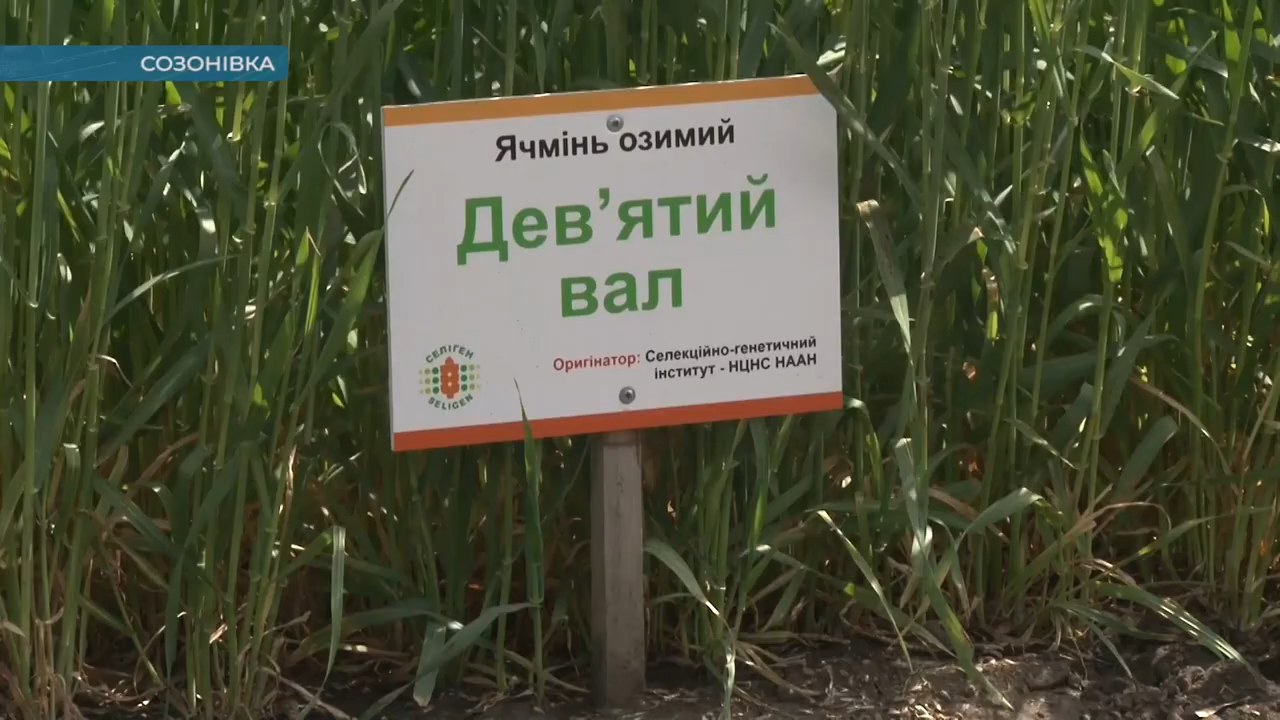 СОЗОНІВКА
Ячмінь озимий
Дев’ятий
вал
СЕЛІГЕН
SELIGEN
Оригінатор: Селекційно-генетичний
інститут - НЦНС НААН